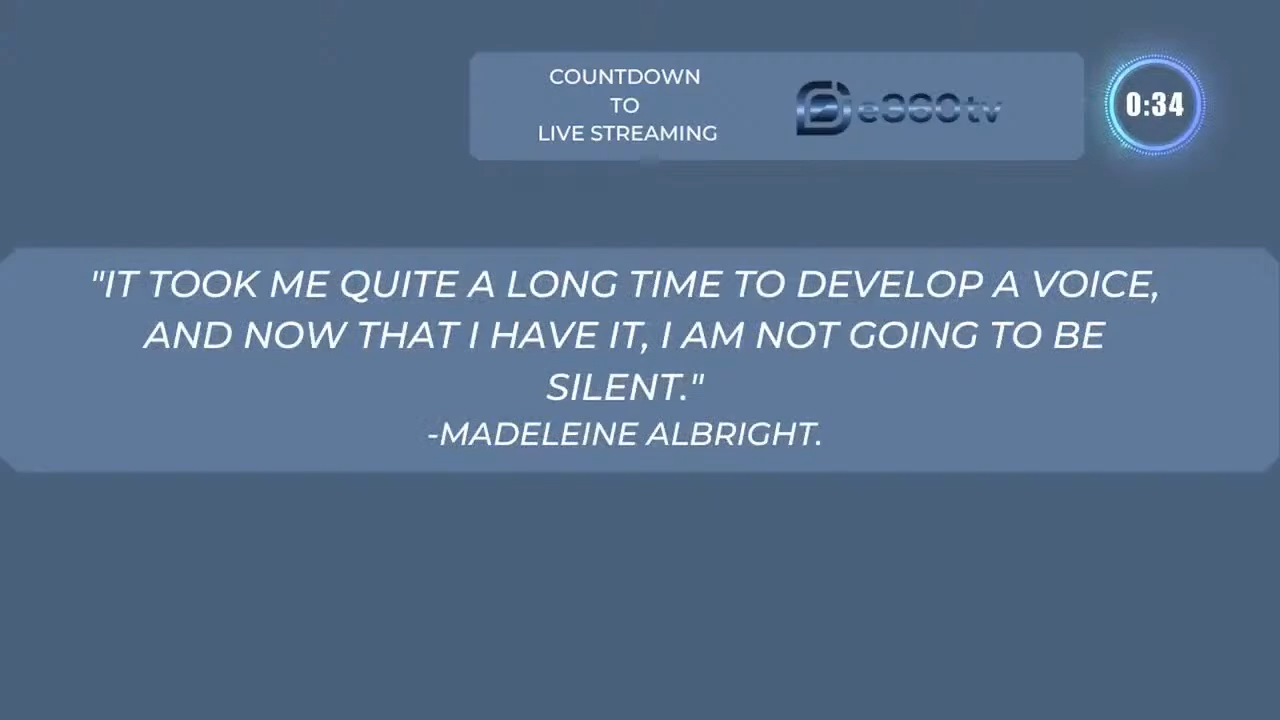 COUNTDOWN
TO
LIVE STREAMING
e360tv
0:34
"IT TOOK ME QUITE A LONG TIME TO DEVELOP A VOICE,
AND NOW THAT I HAVE IT, I AM NOT GOING TO BE
SILENT."
-MADELEINE ALBRIGHT.